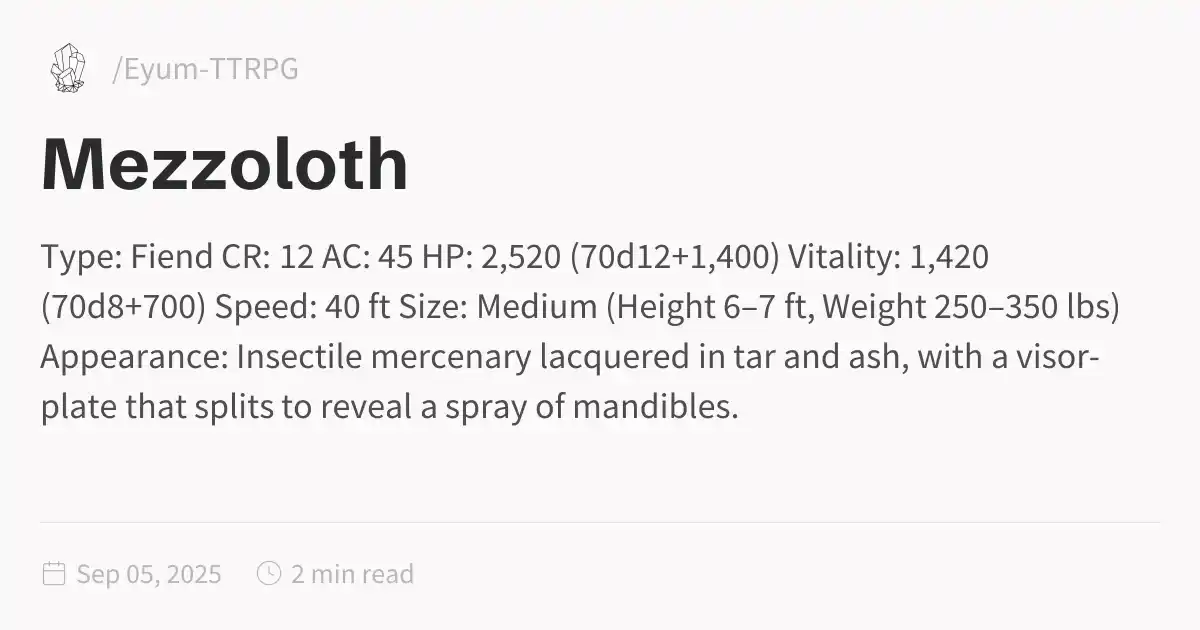 /Eyum-TTRPG
Mezzoloth
Type: Fiend CR: 12 AC: 45 HP: 2,520 (70d12+1,400) Vitality: 1,420
(70d8+700) Speed: 40 ft Size: Medium (Height 6–7 ft, Weight 250–350 lbs)
Appearance: Insectile mercenary lacquered in tar and ash, with a visor-
plate that splits to reveal a spray of mandibles.
Sep 05, 2025 2 min read